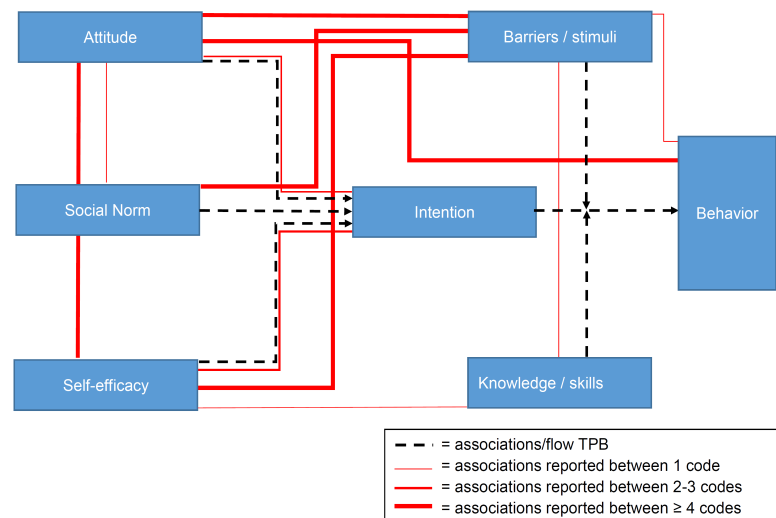 Attitude
Barriers / stimuli
Social Norm
Intention
Behavior
Self-efficacy
Knowledge / skills
= associations/flow TPB
= associations reported between 1 code
= associations reported between 2-3 codes
= associations reported between ≥ 4 codes